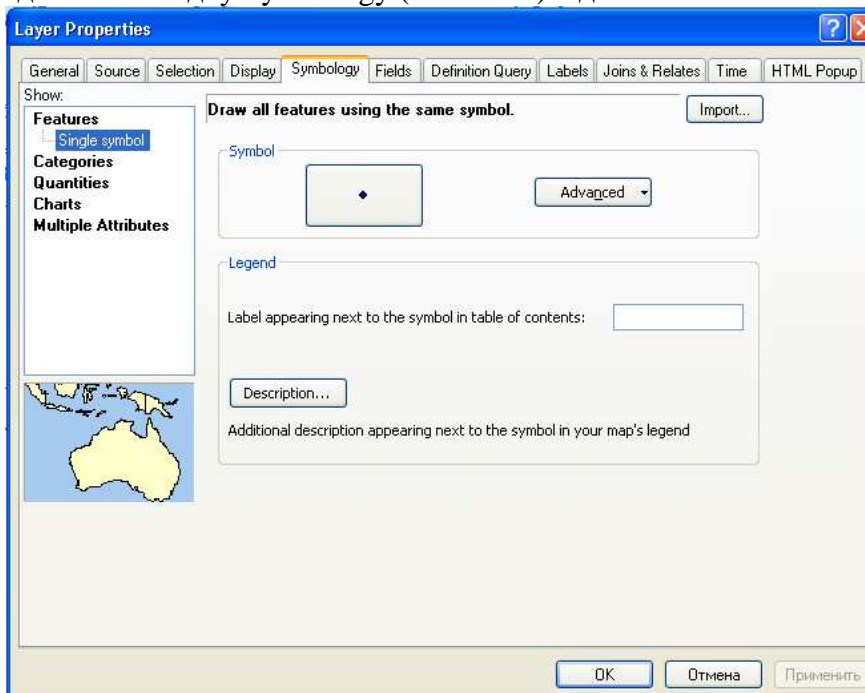 Layer Properties
General Source Selection Display Symbology Fields Definition Query Labels Joins & Relates Time HTML Popup
Show:
Features
Single symbol
Categories
Quantities
Charts
Multiple Attributes
Draw all features using the same symbol.
Import...
Symbol
Advanced
Legend
Label appearing next to the symbol in table of contents:
Description...
Additional description appearing next to the symbol in your map's legend
OK Отмена Применить